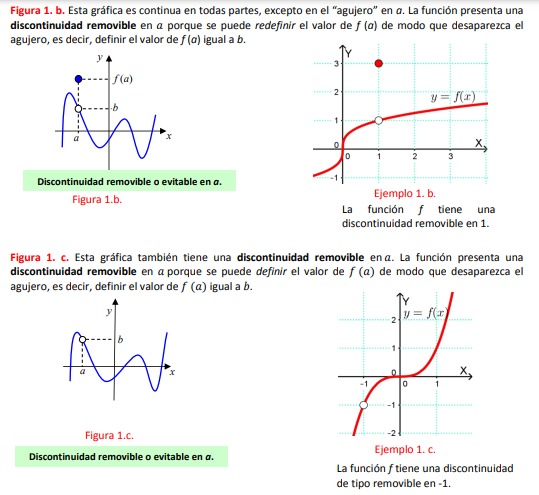 Figura 1. b. Esta gráfica es continua en todas partes, excepto en el “agujero” en a. La función presenta una
discontinuidad removible en a porque se puede redefinir el valor de f (a) de modo que desaparezca el
agujero, es decir, definir el valor de f (a) igual a b.
y
f(a)
b
a
x
Discontinuidad removible o evitable en a.
Figura 1.b.
Y
3
2
y = f(x)
1
0
X
0 1 2 3
-1
Ejemplo 1. b.
La función f tiene una
discontinuidad removible en 1.
Figura 1. c. Esta gráfica también tiene una discontinuidad removible en a. La función presenta una
discontinuidad removible en a porque se puede definir el valor de f (a) de modo que desaparezca el
agujero, es decir, definir el valor de f (a) igual a b.
y
b
a
x
Figura 1.c.
Discontinuidad removible o evitable en a.
Y
2
y = f(x)
1
0
X
-1 0 1
-1
-2
Ejemplo 1. c.
La función f tiene una discontinuidad
de tipo removible en -1.